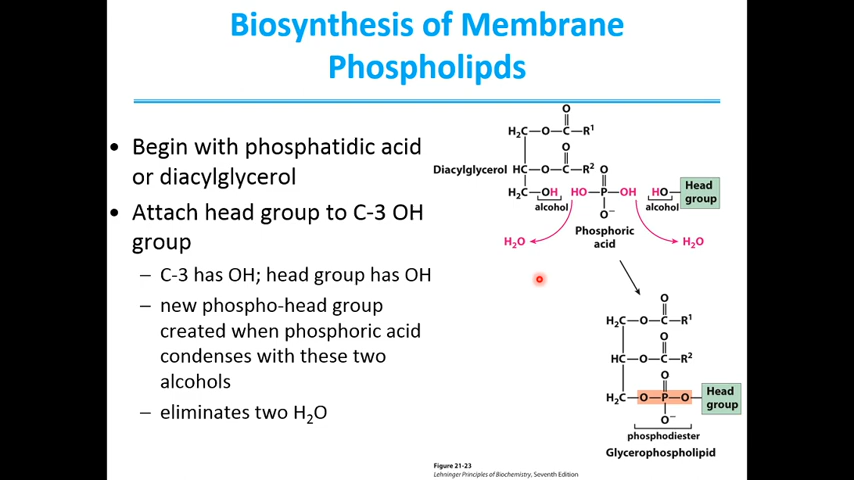 Biosynthesis of Membrane
Phospholipds
• Begin with phosphatidic acid
or diacylglycerol
• Attach head group to C-3 OH
group
– C-3 has OH; head group has OH
– new phospho-head group
created when phosphoric acid
condenses with these two
alcohols
– eliminates two H₂O
O
H₂C—O—C—R¹
O
Diacylglycerol HC—O—C—R² O
H₂C—OH HO—P—OH HO— Head
group
alcohol O⁻ alcohol
Phosphoric
acid
H₂O H₂O
O
H₂C—O—C—R¹
O
HC—O—C—R²
O
H₂C—O—P—O— Head
group
O⁻
phosphodiester
Glycerophospholipid
Figure 21-23
Lehninger Principles of Biochemistry, Seventh Edition